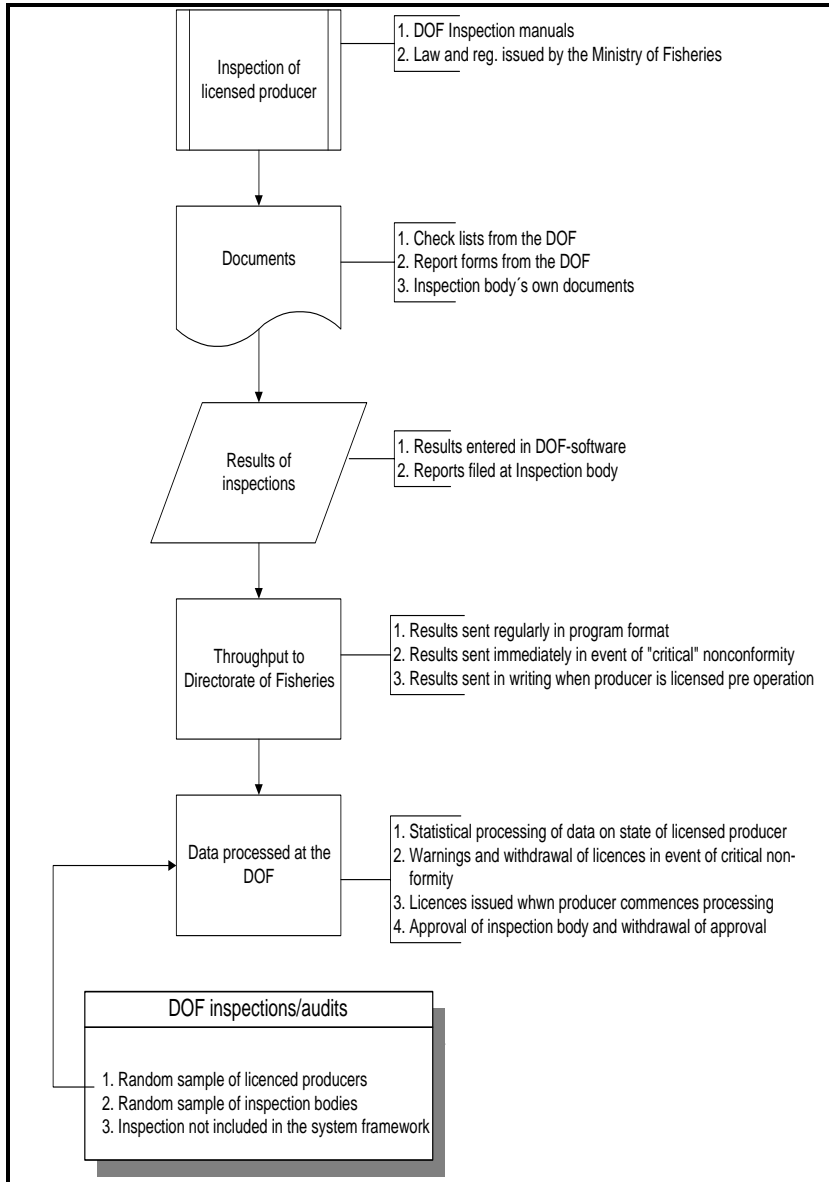 Inspection of
licensed producer
1. DOF Inspection manuals
2. Law and reg. issued by the Ministry of Fisheries
Documents
1. Check lists from the DOF
2. Report forms from the DOF
3. Inspection body´s own documents
Results of
inspections
1. Results entered in DOF-software
2. Reports filed at Inspection body
Throughput to
Directorate of Fisheries
1. Results sent regularly in program format
2. Results sent immediately in event of "critical" nonconformity
3. Results sent in writing when producer is licensed pre operation
Data processed at the
DOF
1. Statistical processing of data on state of licensed producer
2. Warnings and withdrawal of licences in event of critical non-
formity
3. Licences issued whwn producer commences processing
4. Approval of inspection body and withdrawal of approval
DOF inspections/audits
1. Random sample of licenced producers
2. Random sample of inspection bodies
3. Inspection not included in the system framework